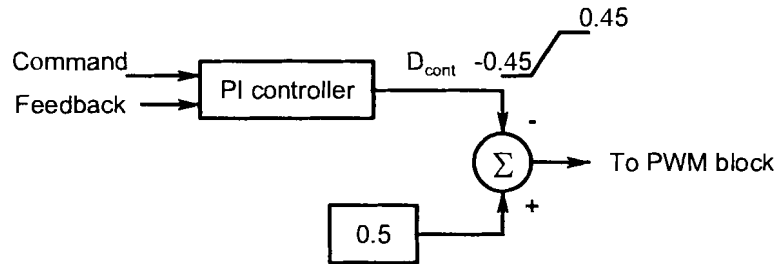 0.45
Command
D_cont -0.45
PI controller
Feedback
-
Σ
To PWM block
+
0.5